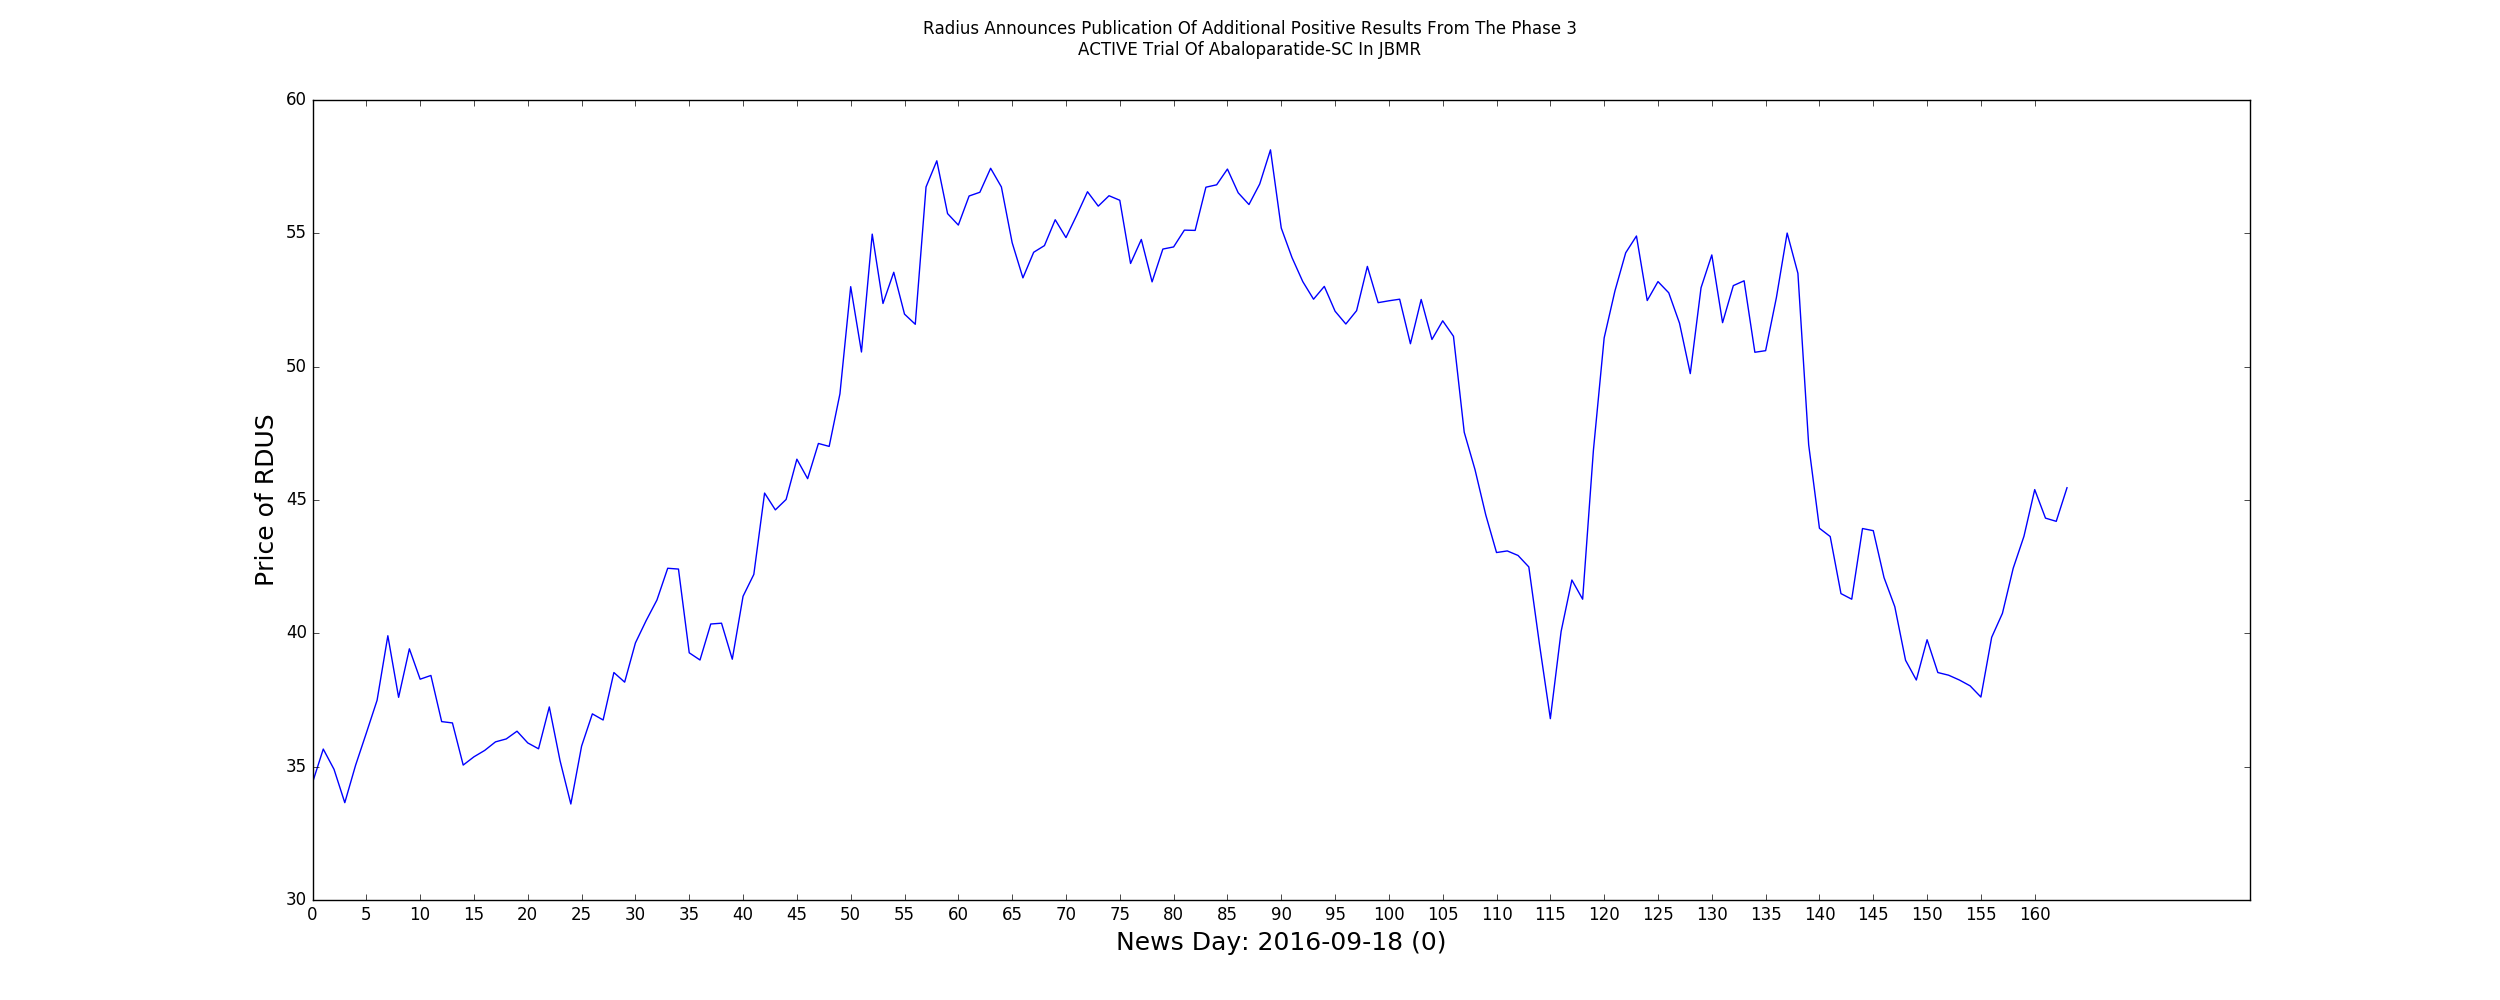 Radius Announces Publication Of Additional Positive Results From The Phase 3
ACTIVE Trial Of Abaloparatide-SC In JBMR
60
55
50
45
40
35
30
Price of RDUS
0 5 10 15 20 25 30 35 40 45 50 55 60 65 70 75 80 85 90 95 100 105 110 115 120 125 130 135 140 145 150 155 160
News Day: 2016-09-18 (0)